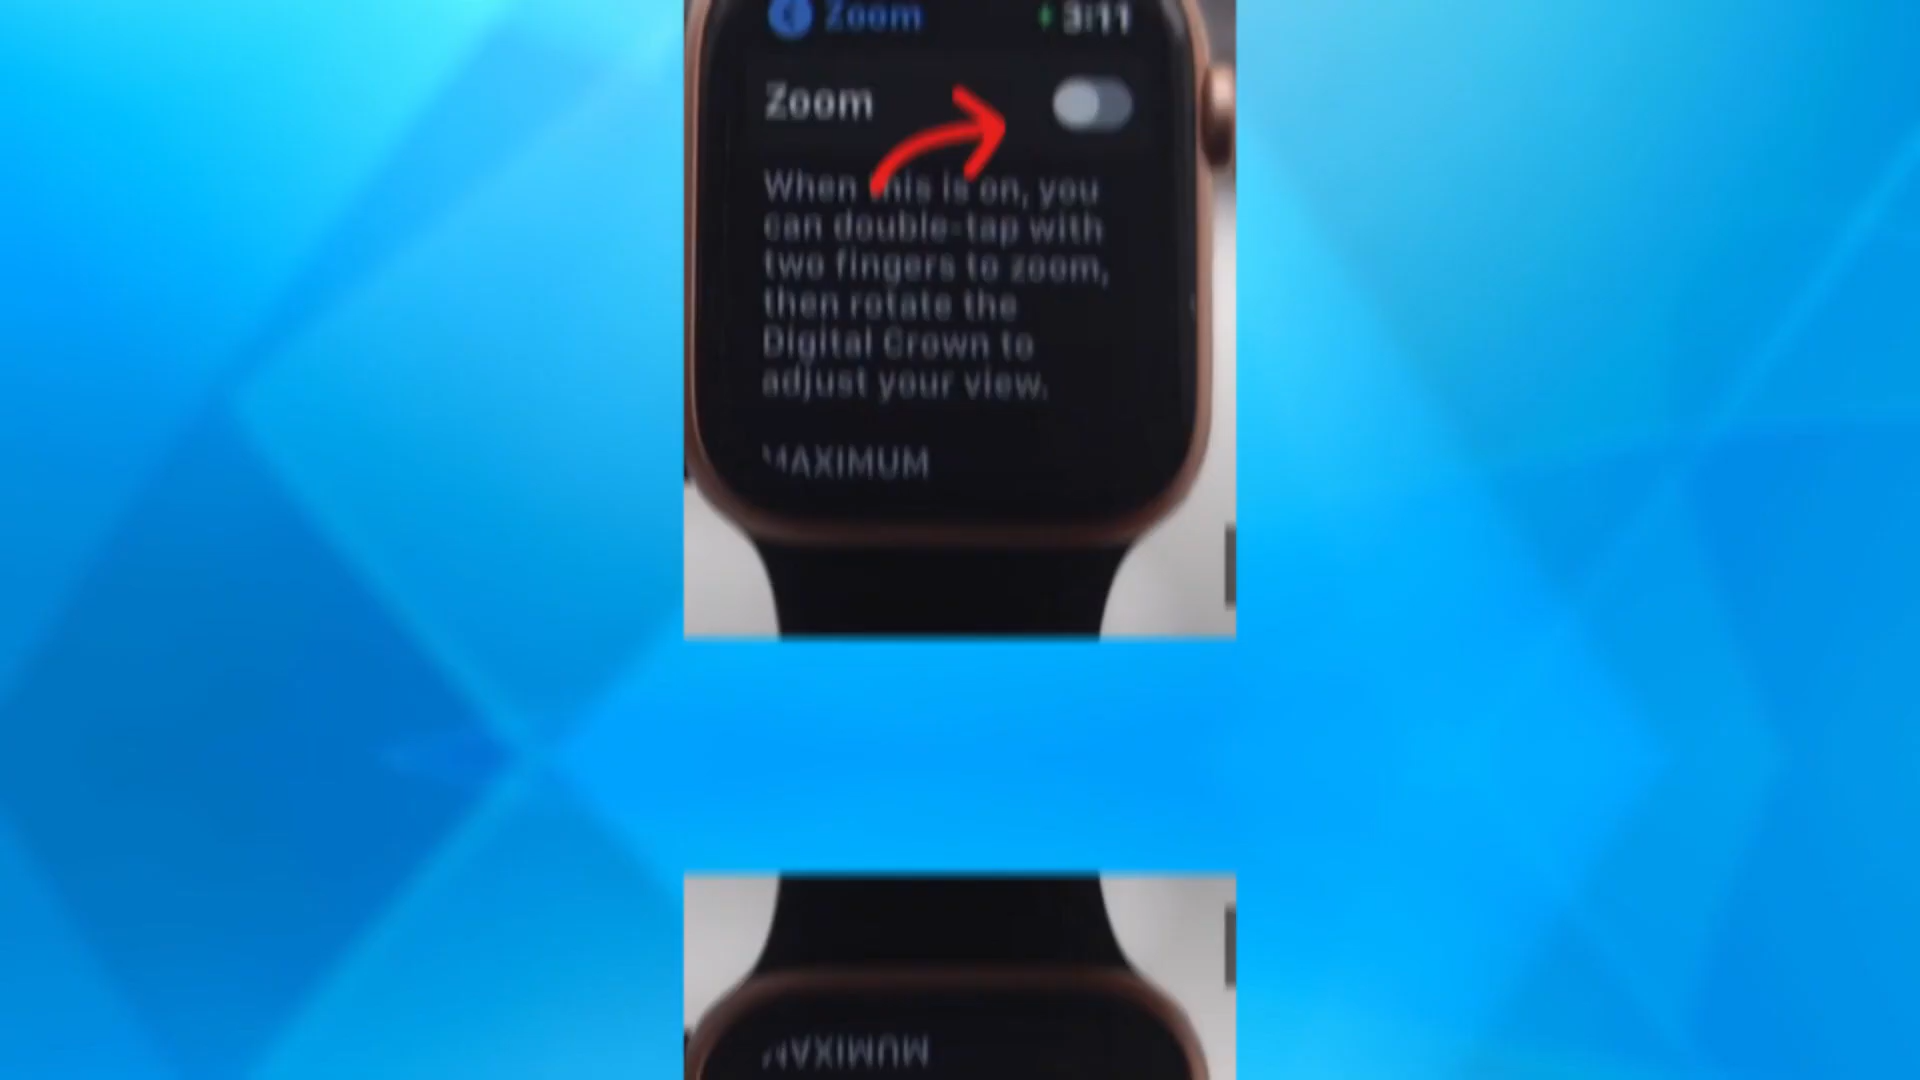 Zoom 3:11
Zoom
When this is on, you
can double-tap with
two fingers to zoom,
then rotate the
Digital Crown to
adjust your view.
MAXIMUM
MAXIMUM